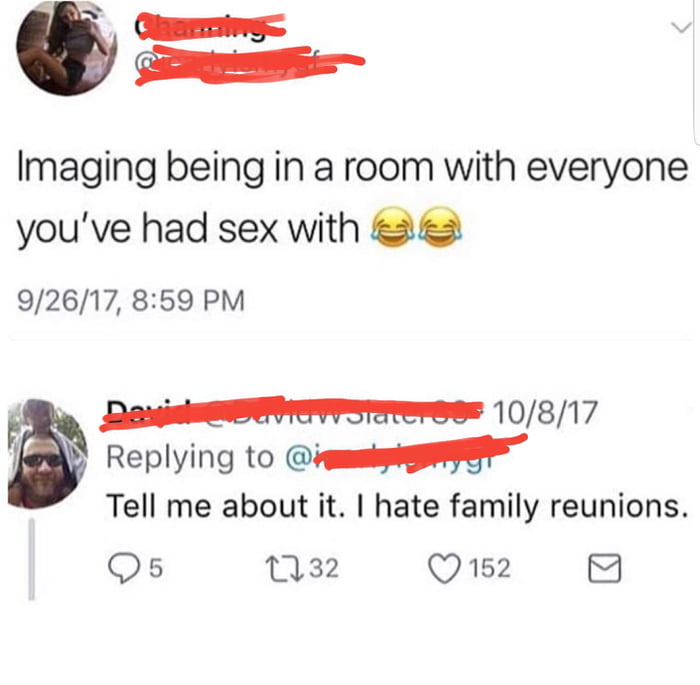 Imaging being in a room with everyone
you've had sex with 😂😂
9/26/17, 8:59 PM
10/8/17
Replying to
Tell me about it. I hate family reunions.
5 32 152